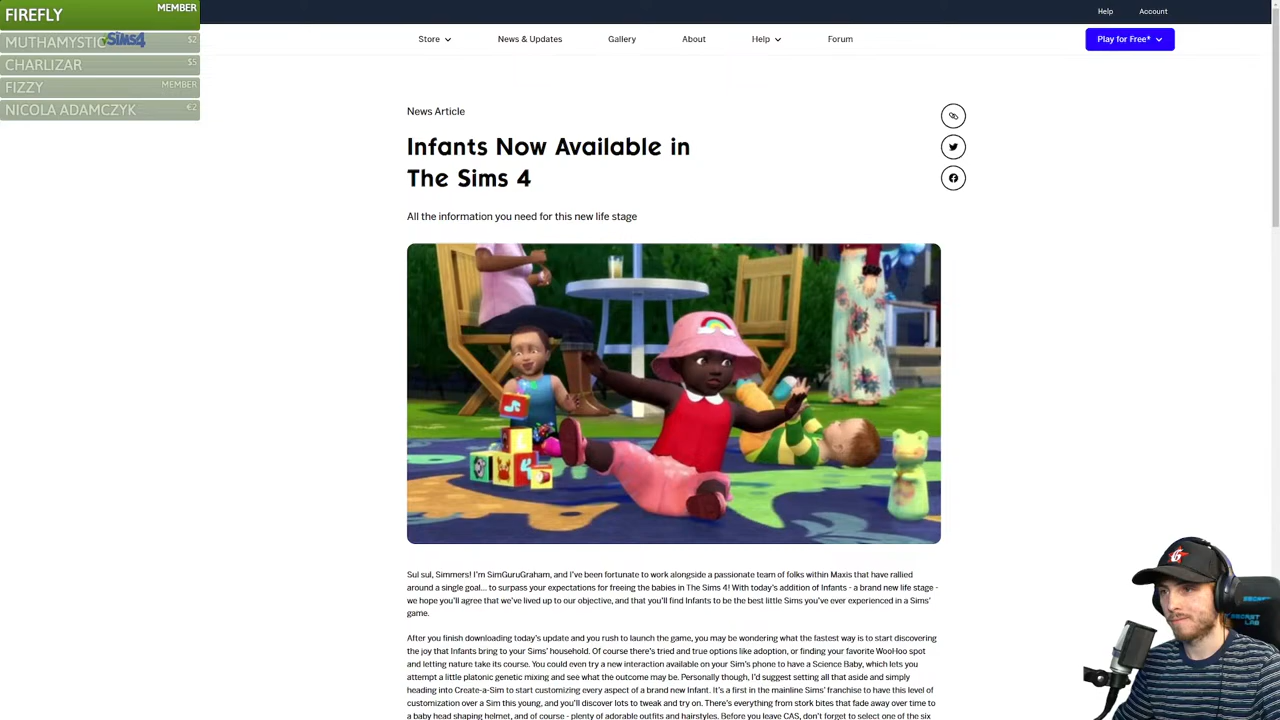 FIREFLY MEMBER
MUTHAMYSTIC Sims4 $2
CHARLIZAR $5
FIZZY MEMBER
NICOLA ADAMCZYK €2
Help Account
Store News & Updates Gallery About Help Forum Play for Free*
News Article
Infants Now Available in
The Sims 4
All the information you need for this new life stage
Sul sul, Simmers! I'm SimGuruGraham, and I've been fortunate to work alongside a passionate team of folks within Maxis that have rallied
around a single goal... to surpass your expectations for freeing the babies in The Sims 4! With today's addition of Infants - a brand new life stage -
we hope you'll agree that we've lived up to our objective, and that you'll find Infants to be the best little Sims you've ever experienced in a Sims'
game.
After you finish downloading today's update and you rush to launch the game, you may be wondering what the fastest way is to start discovering
the joy that Infants bring to your Sims' household. Of course there's tried and true options like adoption, or finding your favorite WooHoo spot
and letting nature take its course. You could even try a new interaction available on your Sim's phone to have a Science Baby, which lets you
attempt a little platonic genetic mixing and see what the outcome may be. Personally though, I'd suggest setting all that aside and simply
heading into Create-a-Sim to start customizing every aspect of a brand new Infant. It's a first in the mainline Sims' franchise to have this level of
customization over a Sim this young, and you'll discover lots to tweak and try on. There's everything from stork bites that fade away over time to
a baby head shaping helmet, and of course - plenty of adorable outfits and hairstyles. Before you leave CAS, don't forget to select one of the six